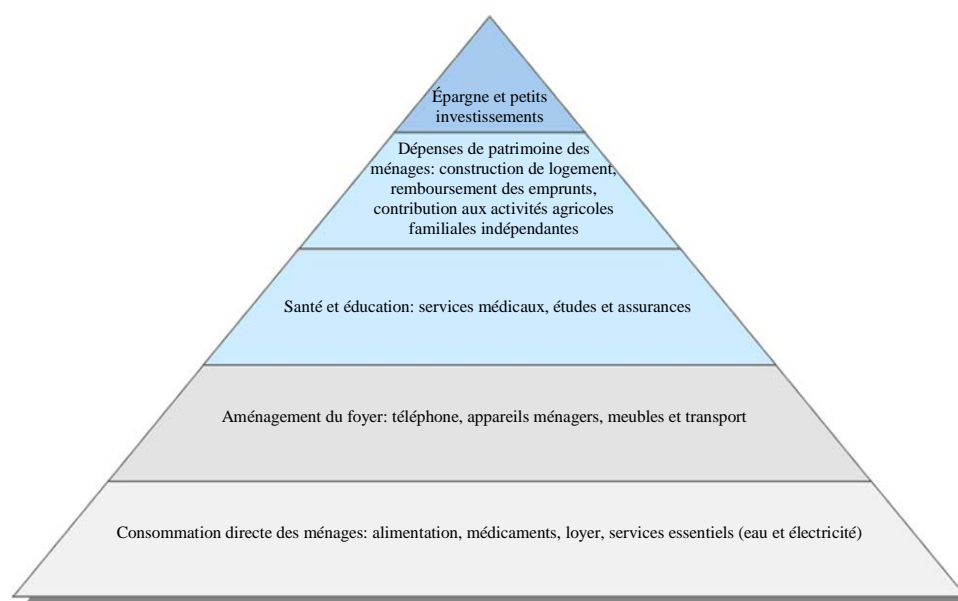 Épargne et petits
investissements
Dépenses de patrimoine des
ménages: construction de logement,
remboursement des emprunts,
contribution aux activités agricoles
familiales indépendantes
Santé et éducation: services médicaux, études et assurances
Aménagement du foyer: téléphone, appareils ménagers, meubles et transport
Consommation directe des ménages: alimentation, médicaments, loyer, services essentiels (eau et électricité)